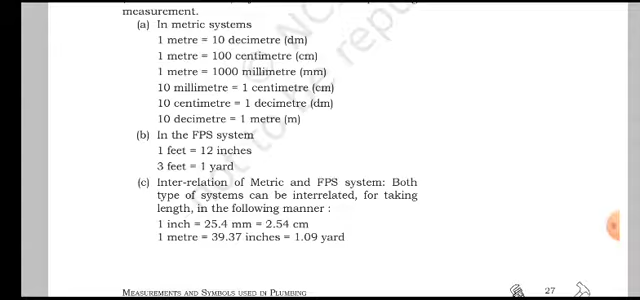 measurement.
(a) In metric systems
1 metre = 10 decimetre (dm)
1 metre = 100 centimetre (cm)
1 metre = 1000 millimetre (mm)
10 millimetre = 1 centimetre (cm)
10 centimetre = 1 decimetre (dm)
10 decimetre = 1 metre (m)
(b) In the FPS system
1 feet = 12 inches
3 feet = 1 yard
(c) Inter-relation of Metric and FPS system: Both
type of systems can be interrelated, for taking
length, in the following manner :
1 inch = 25.4 mm = 2.54 cm
1 metre = 39.37 inches = 1.09 yard
MEASUREMENTS AND SYMBOLS USED IN PLUMBING
27